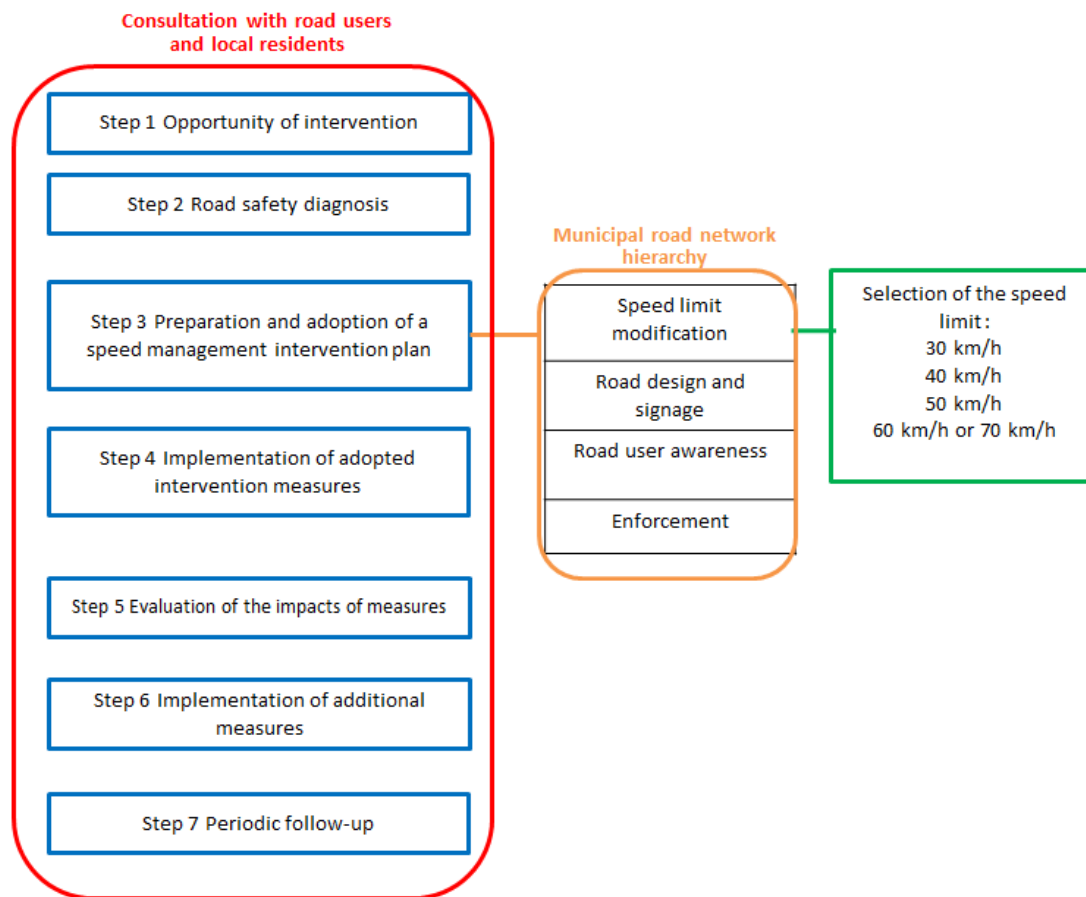 Consultation with road users
and local residents
Step 1 Opportunity of intervention
Step 2 Road safety diagnosis
Step 3 Preparation and adoption of a
speed management intervention plan
Step 4 Implementation of adopted
intervention measures
Step 5 Evaluation of the impacts of measures
Step 6 Implementation of additional
measures
Step 7 Periodic follow-up
Municipal road network
hierarchy
Speed limit
modification
Road design and
signage
Road user awareness
Enforcement
Selection of the speed
limit :
30 km/h
40 km/h
50 km/h
60 km/h or 70 km/h